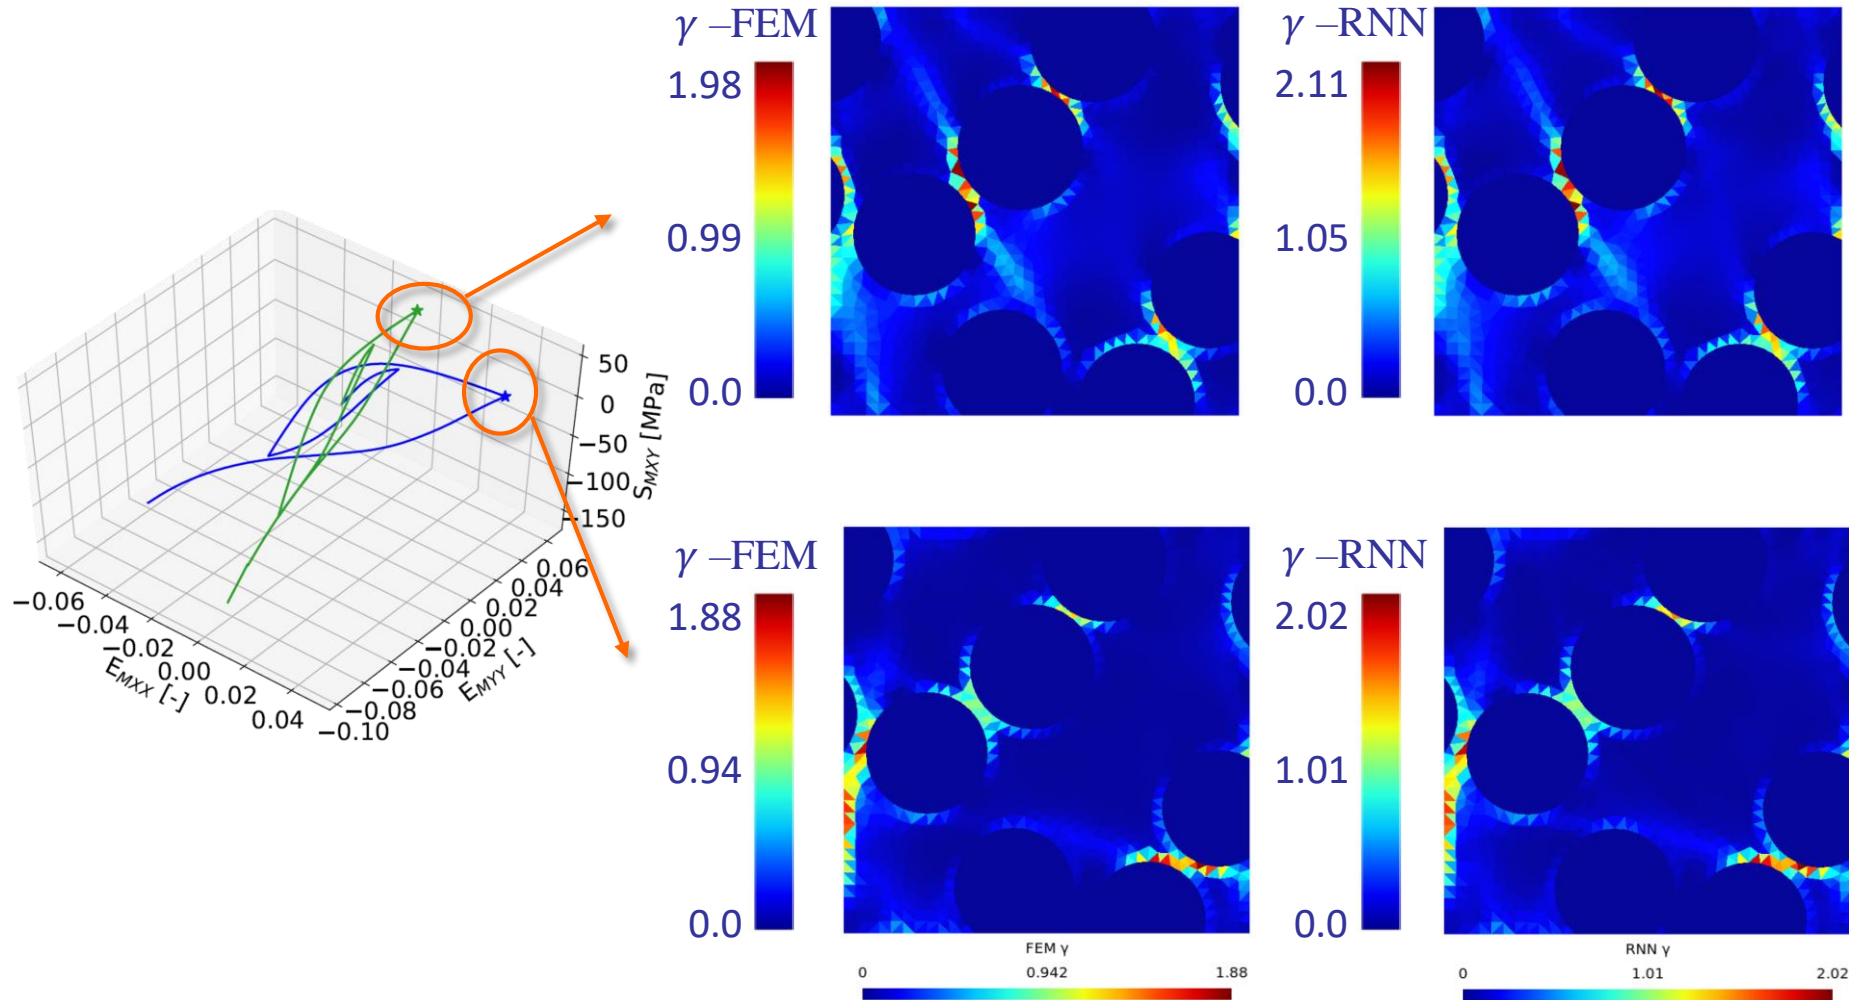 γ –FEM
1.98
0.99
0.0
γ –RNN
2.11
1.05
0.0
50
0
−50
−100
−150
S_MXY [MPa]
−0.06
−0.04
−0.02
0.00
0.02
0.04
E_MXX [-]
0.06
0.04
0.02
0.00
−0.02
−0.04
−0.06
−0.08
−0.10
E_MYY [-]
γ –FEM
1.88
0.94
0.0
γ –RNN
2.02
1.01
0.0
FEM γ
0 0.942 1.88
RNN γ
0 1.01 2.02